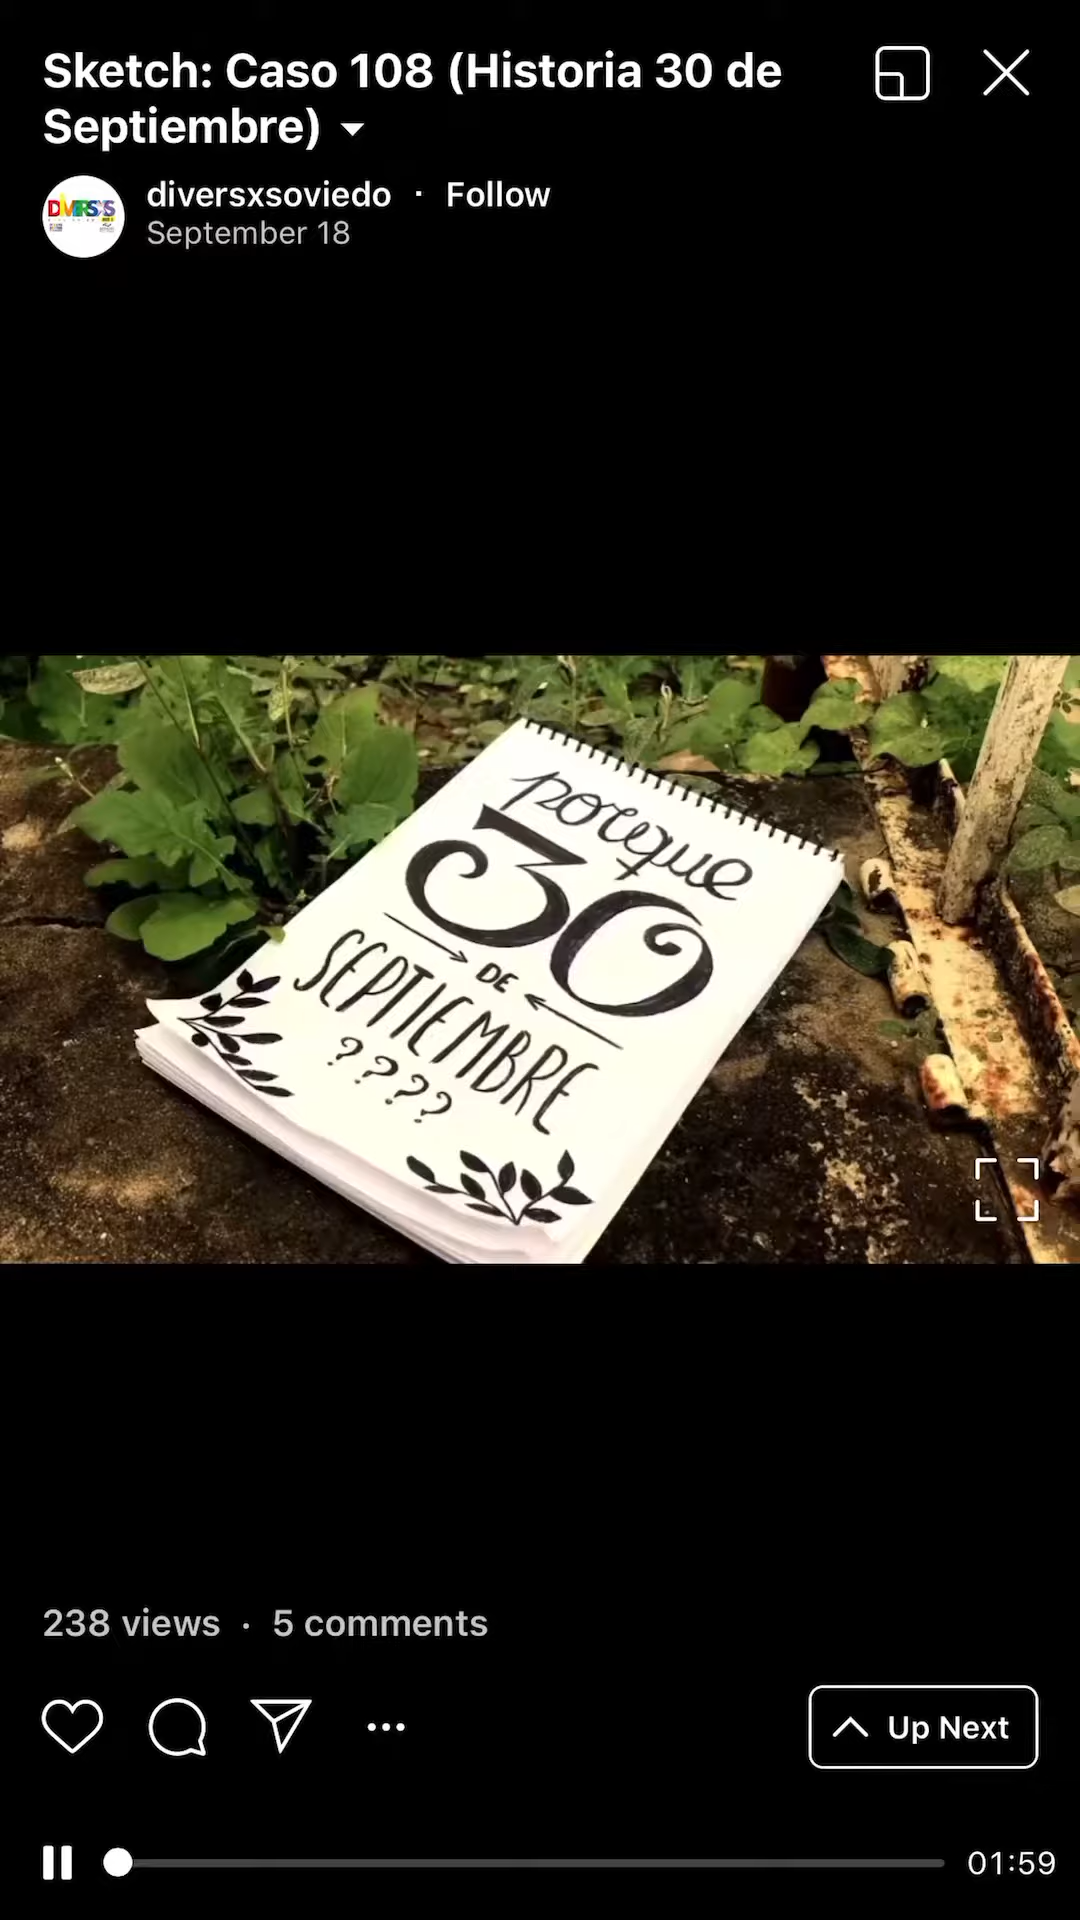 Sketch: Caso 108 (Historia 30 de
Septiembre)
diversxsoviedo · Follow
September 18
DIVERSXS
porque
30
DE
SEPTIEMBRE
????
238 views · 5 comments
Up Next
01:59